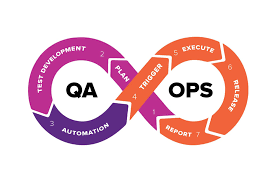 QA
OPS
1
PLAN
2
TEST DEVELOPMENT
3
AUTOMATION
4
TRIGGER
5
EXECUTE
6
RELEASE
7
REPORT